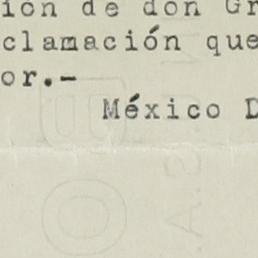 ión de don Gr
clamación que
or.—
México D